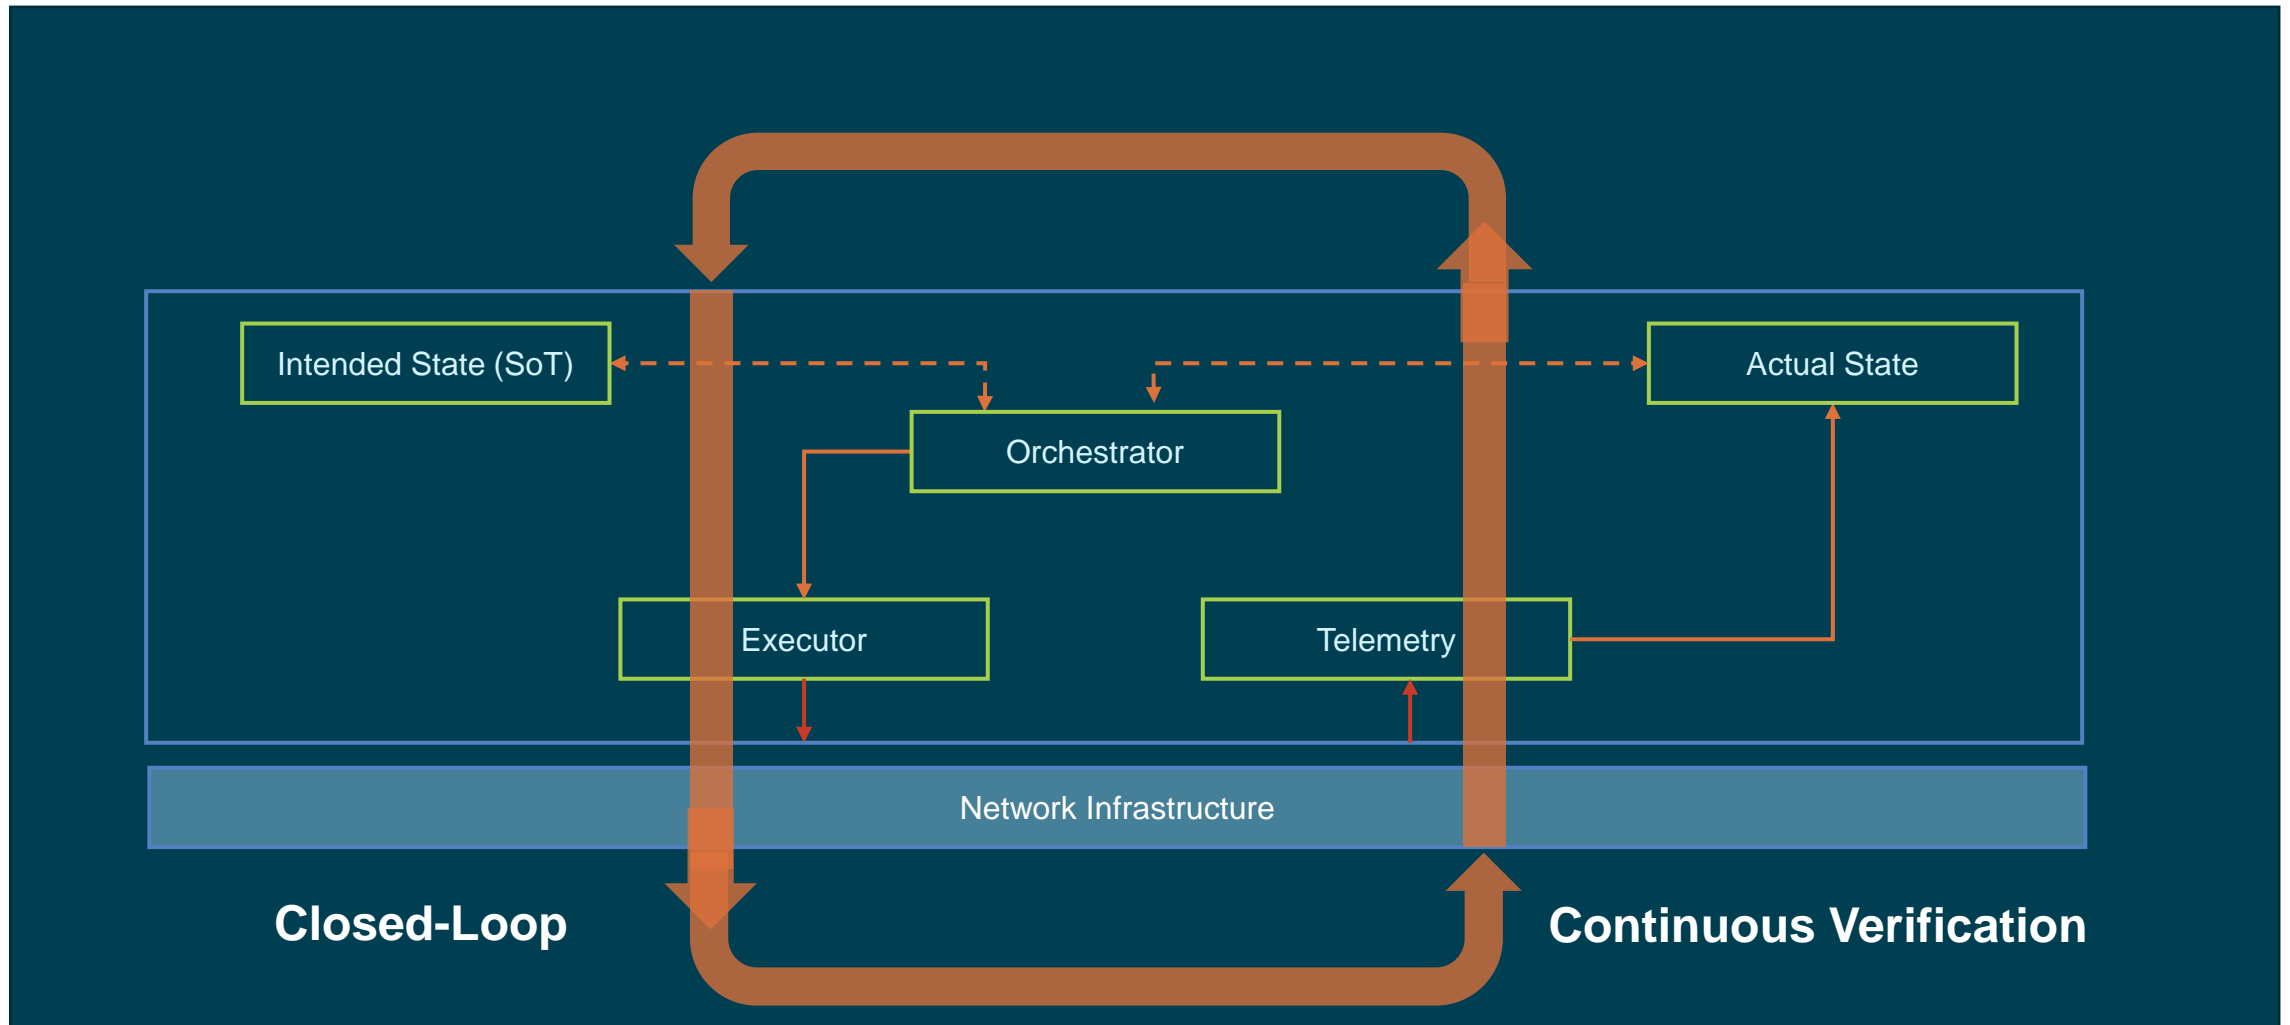 Intended State (SoT)
Actual State
Orchestrator
Executor
Telemetry
Network Infrastructure
Closed-Loop
Continuous Verification